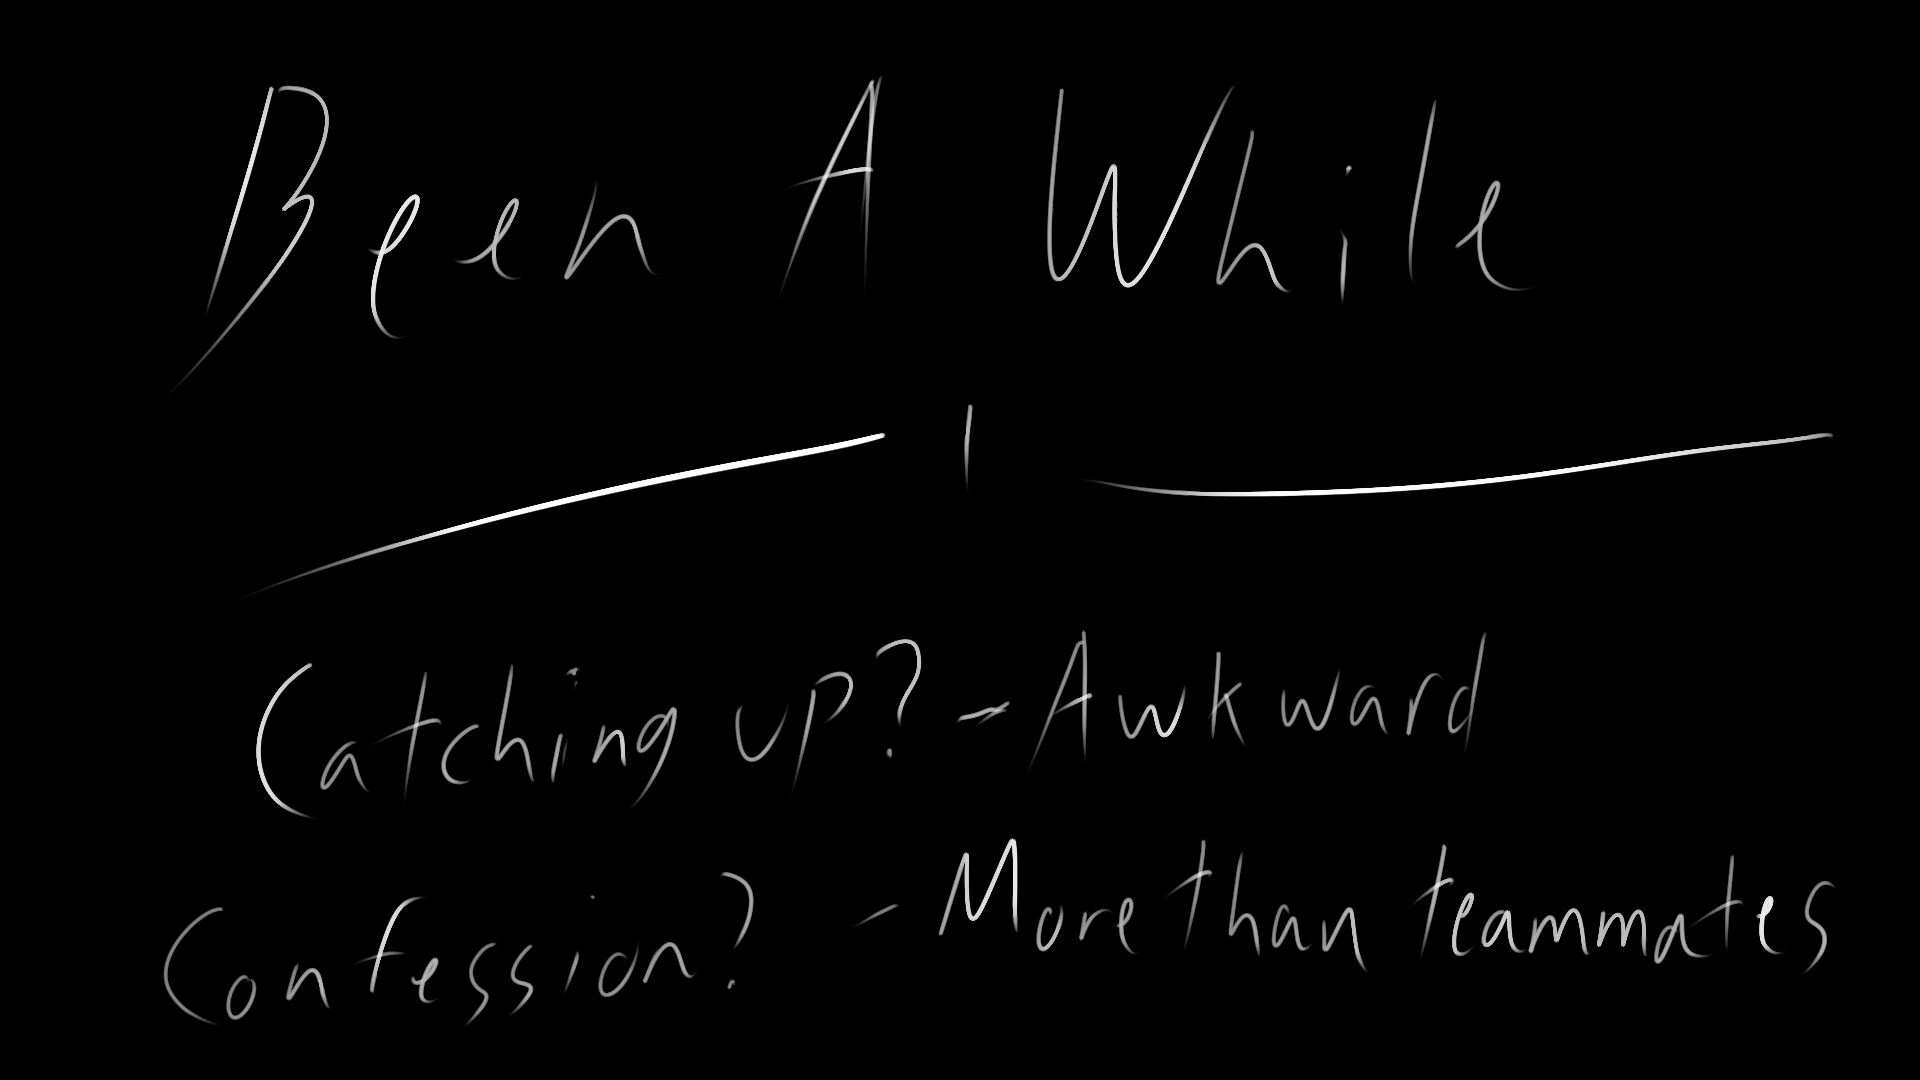 Been A While
Catching up? - Awkward
Confession? - More than teammates